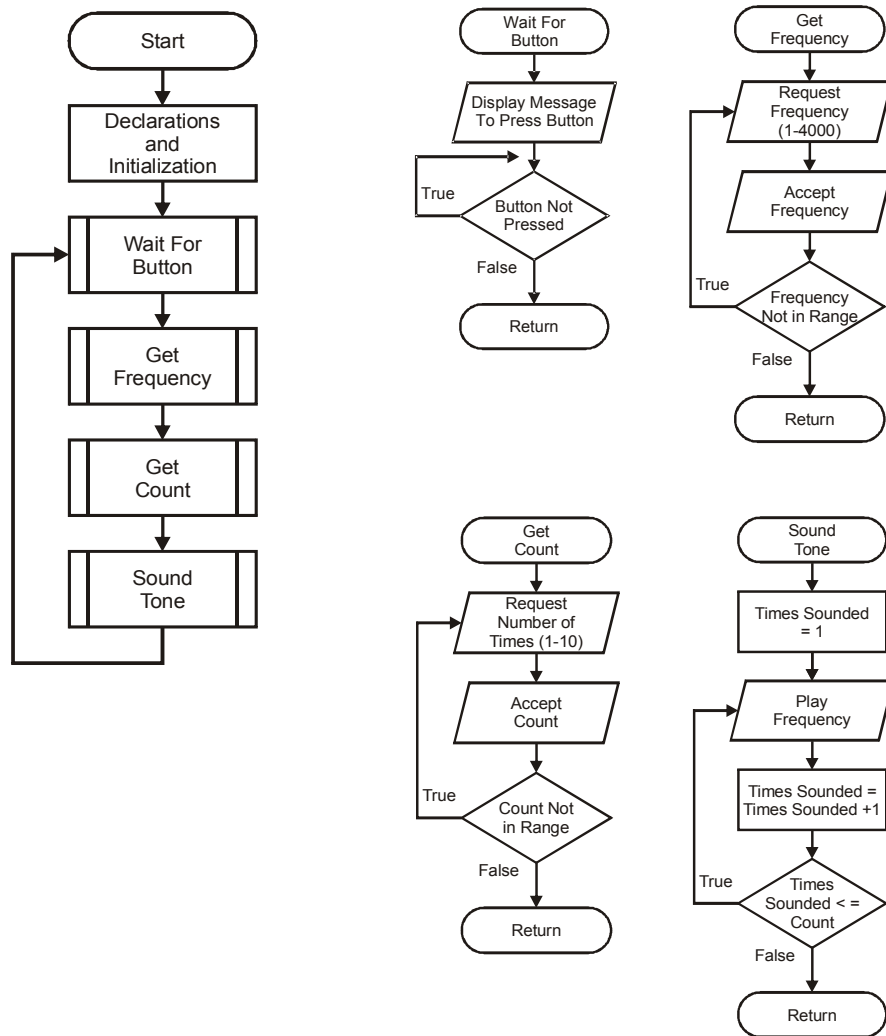 Start
Declarations
and
Initialization
Wait For
Button
Get
Frequency
Get
Count
Sound
Tone
Wait For
Button
Display Message
To Press Button
True
Button Not
Pressed
False
Return
Get
Frequency
Request
Frequency
(1-4000)
Accept
Frequency
True
Frequency
Not in Range
False
Return
Get
Count
Request
Number of
Times (1-10)
Accept
Count
True
Count Not
in Range
False
Return
Sound
Tone
Times Sounded
= 1
Play
Frequency
Times Sounded =
Times Sounded +1
True
Times
Sounded < =
Count
False
Return